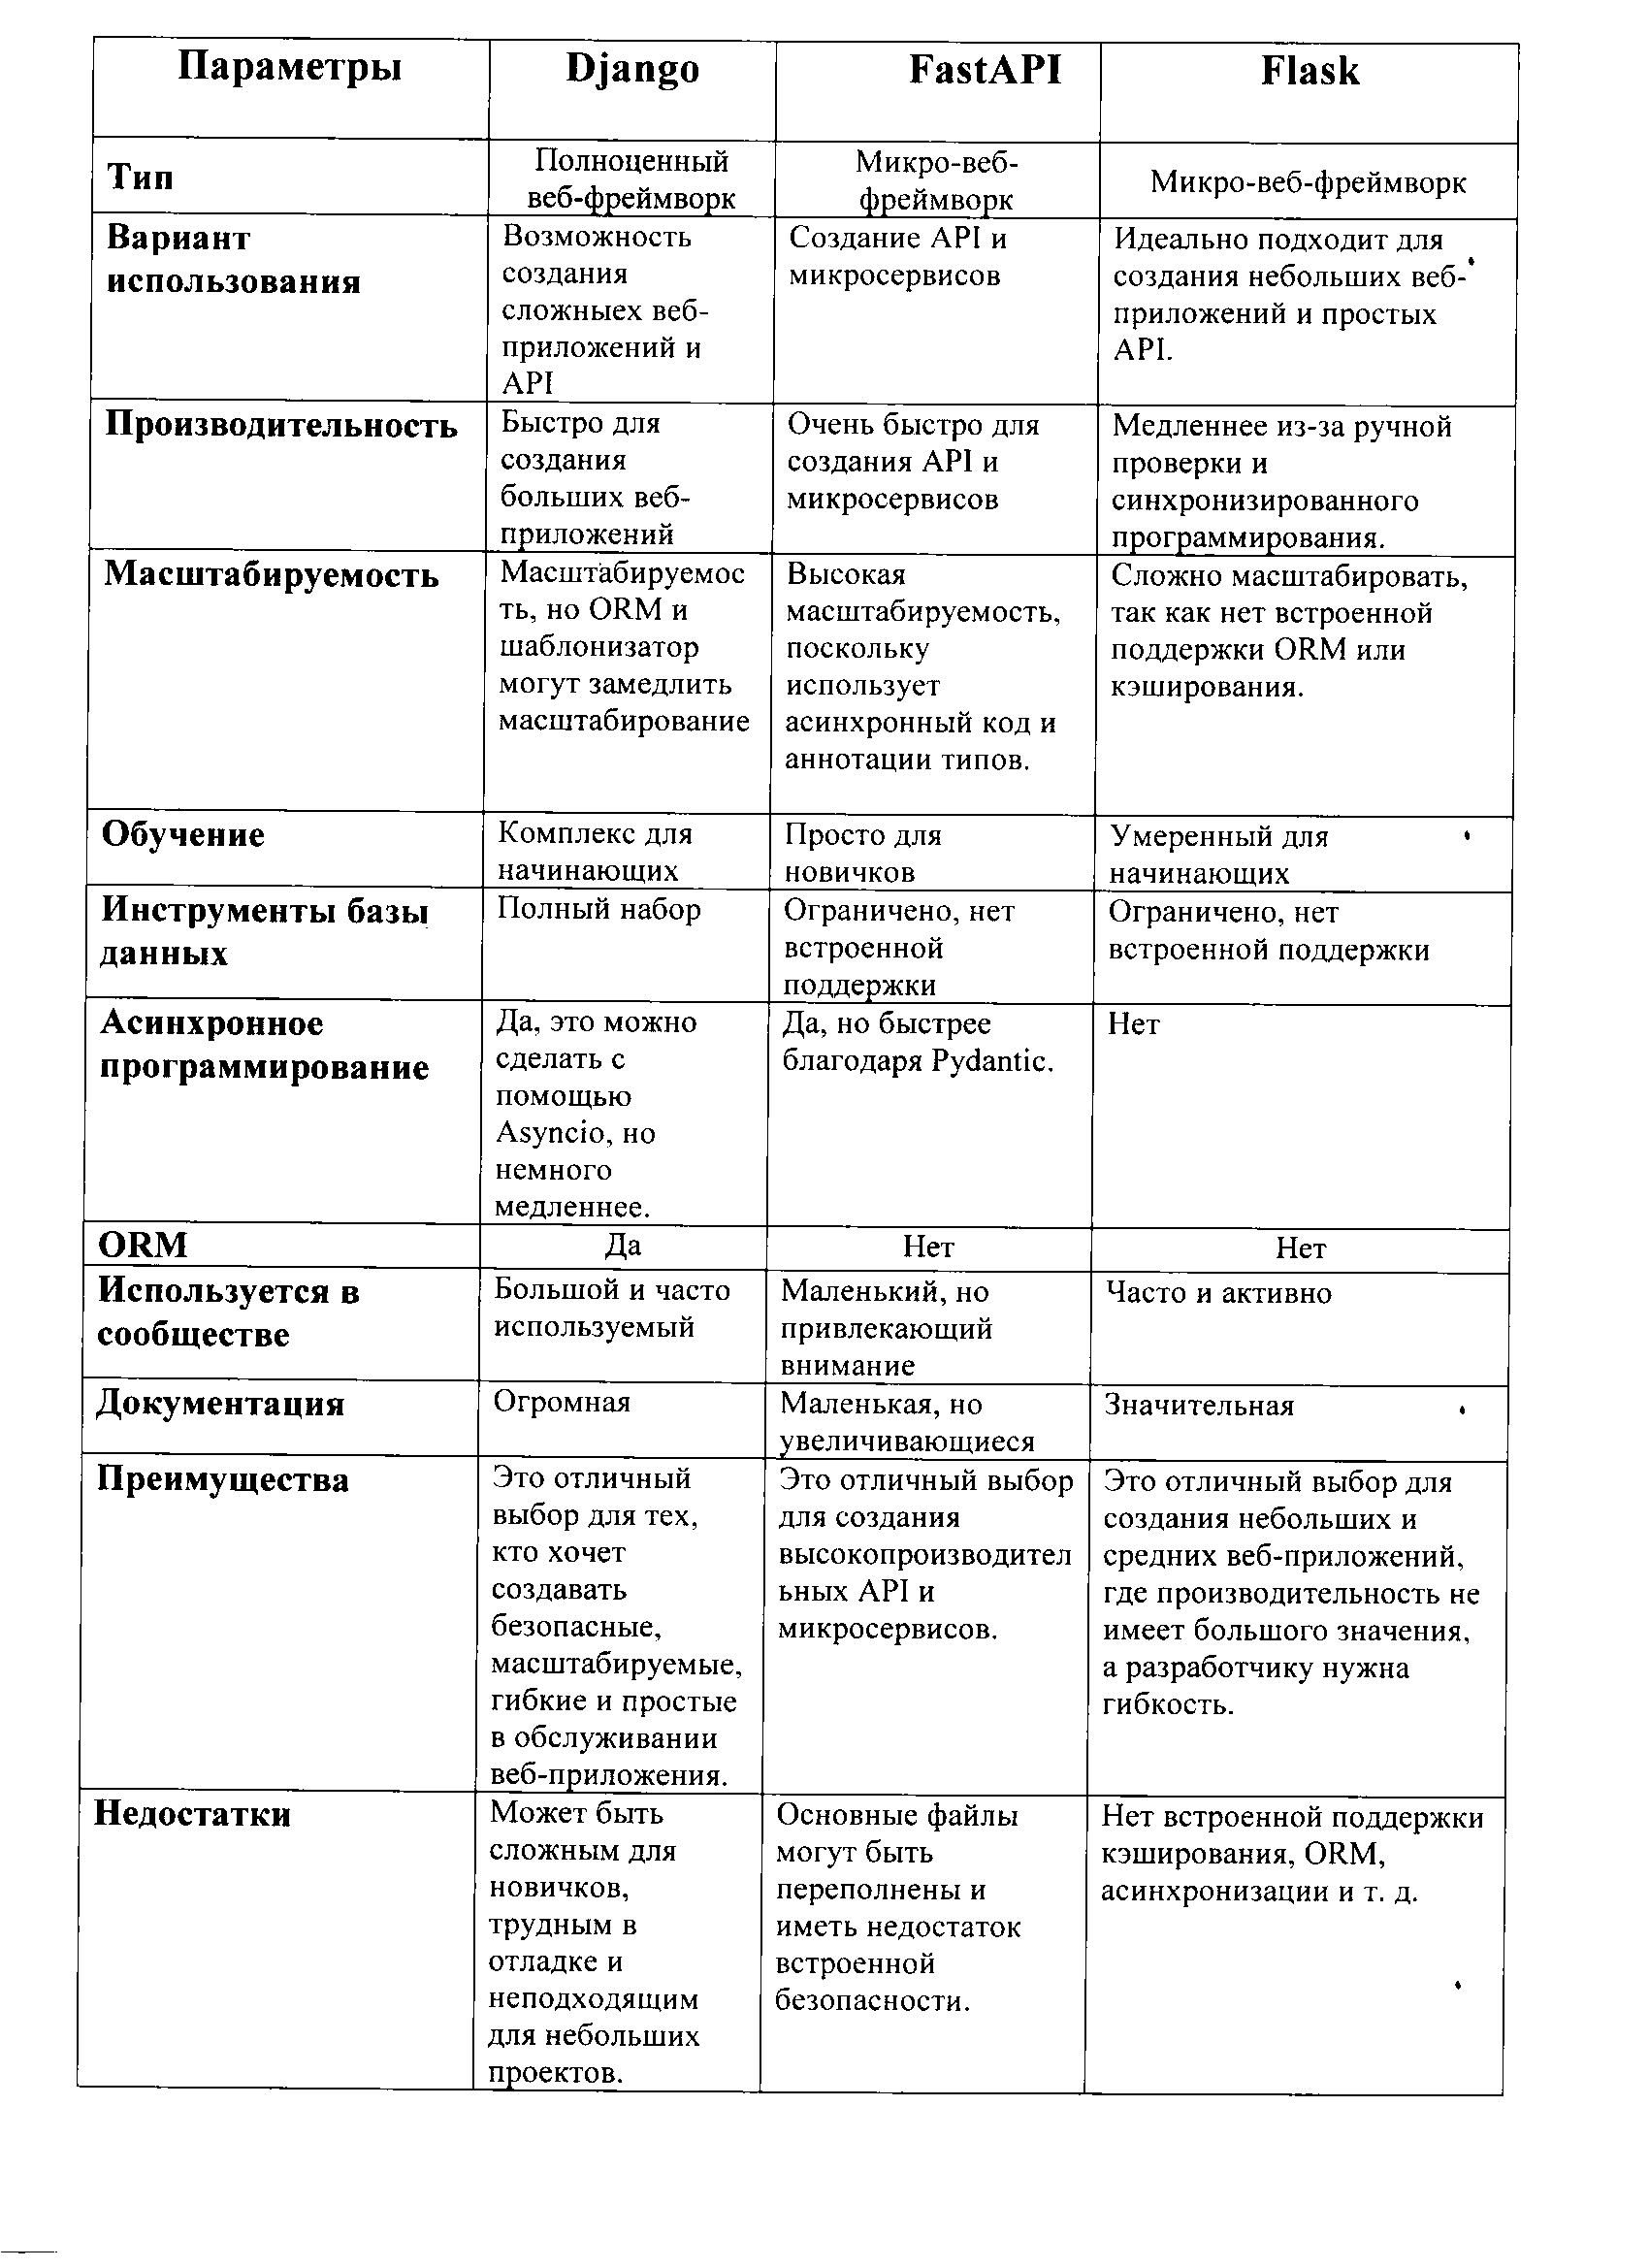 Параметры
Django
FastAPI
Flask
Тип
Полноценный
веб-фреймворк
Микро-веб-
фреймворк
Микро-веб-фреймворк
Вариант
использования
Возможность
создания
сложныех веб-
приложений и
API
Создание API и
микросервисов
Идеально подходит для
создания небольших веб-
приложений и простых
API.
Производительность
Быстро для
создания
больших веб-
приложений
Очень быстро для
создания API и
микросервисов
Медленнее из-за ручной
проверки и
синхронизированного
программирования.
Масштабируемость
Масштабируемос
ть, но ORM и
шаблонизатор
могут замедлить
масштабирование
Высокая
масштабируемость,
поскольку
использует
асинхронный код и
аннотации типов.
Сложно масштабировать,
так как нет встроенной
поддержки ORM или
кэширования.
Обучение
Комплекс для
начинающих
Просто для
новичков
Умеренный для
начинающих
Инструменты базы
данных
Полный набор
Ограничено, нет
встроенной
поддержки
Ограничено, нет
встроенной поддержки
Асинхронное
программирование
Да, это можно
сделать с
помощью
Asyncio, но
немного
медленнее.
Да, но быстрее
благодаря Pydantic.
Нет
ORM
Да
Нет
Нет
Используется в
сообществе
Большой и часто
используемый
Маленький, но
привлекающий
внимание
Часто и активно
Документация
Огромная
Маленькая, но
увеличивающиеся
Значительная
Преимущества
Это отличный
выбор для тех,
кто хочет
создавать
безопасные,
масштабируемые,
гибкие и простые
в обслуживании
веб-приложения.
Это отличный выбор
для создания
высокопроизводител
ьных API и
микросервисов.
Это отличный выбор для
создания небольших и
средних веб-приложений,
где производительность не
имеет большого значения,
а разработчику нужна
гибкость.
Недостатки
Может быть
сложным для
новичков,
трудным в
отладке и
неподходящим
для небольших
проектов.
Основные файлы
могут быть
переполнены и
иметь недостаток
встроенной
безопасности.
Нет встроенной поддержки
кэширования, ORM,
асинхронизации и т. д.